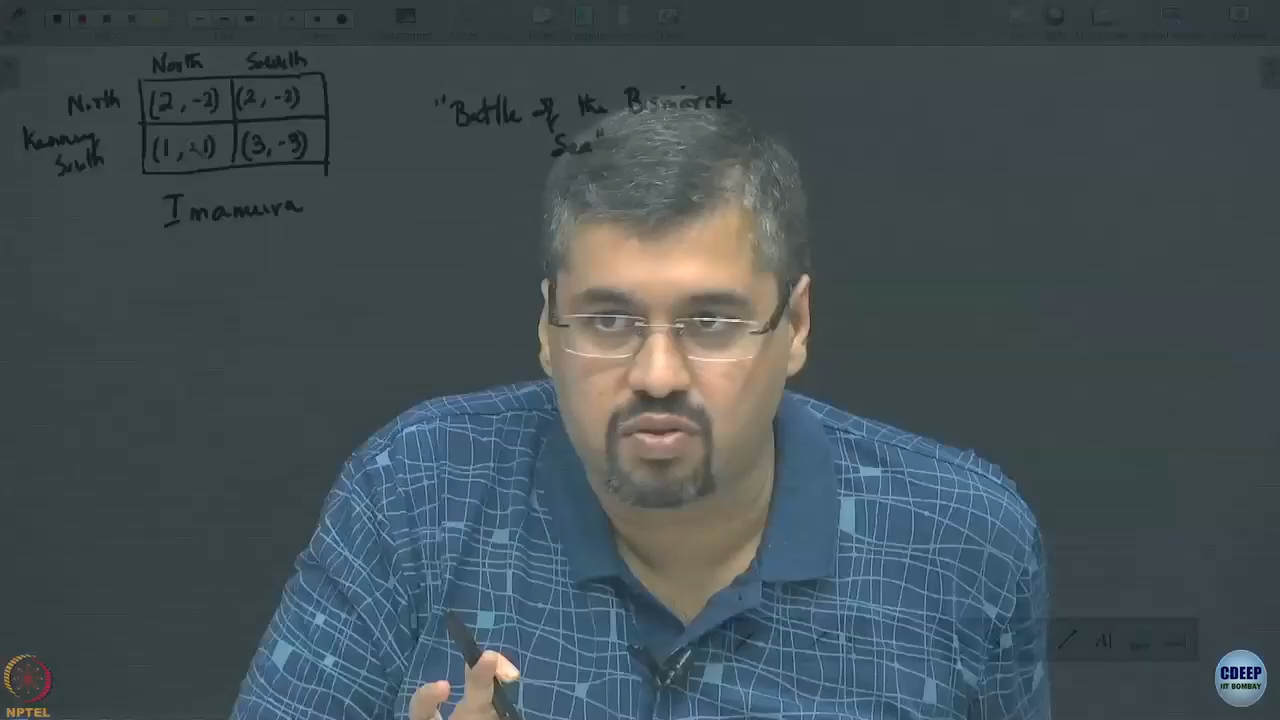 North South
North (2, -2) (2, -2)
Kenney
South (1, -1) (3, -3)
Imamura
"Battle of the Bismarck
Sea"
NPTEL
CDEEP
IIT BOMBAY